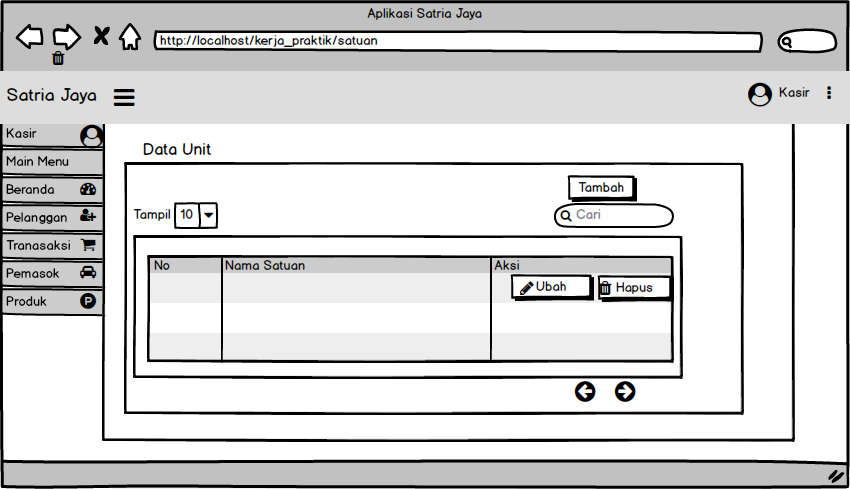 Aplikasi Satria Jaya
http://localhost/kerja_praktik/satuan
Satria Jaya
Kasir
Kasir
Main Menu
Beranda
Pelanggan
Tranasaksi
Pemasok
Produk
P
Data Unit
Tambah
Tampil 10
Cari
No Nama Satuan Aksi
Ubah Hapus